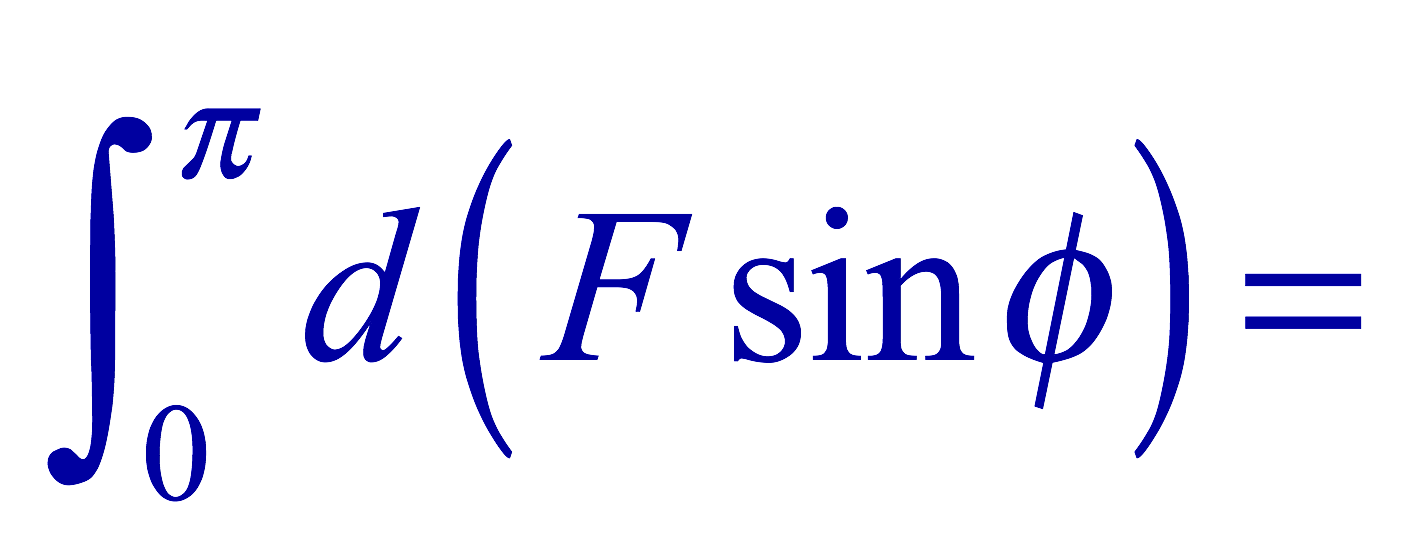 ∫₀^π d(F sin ϕ) =